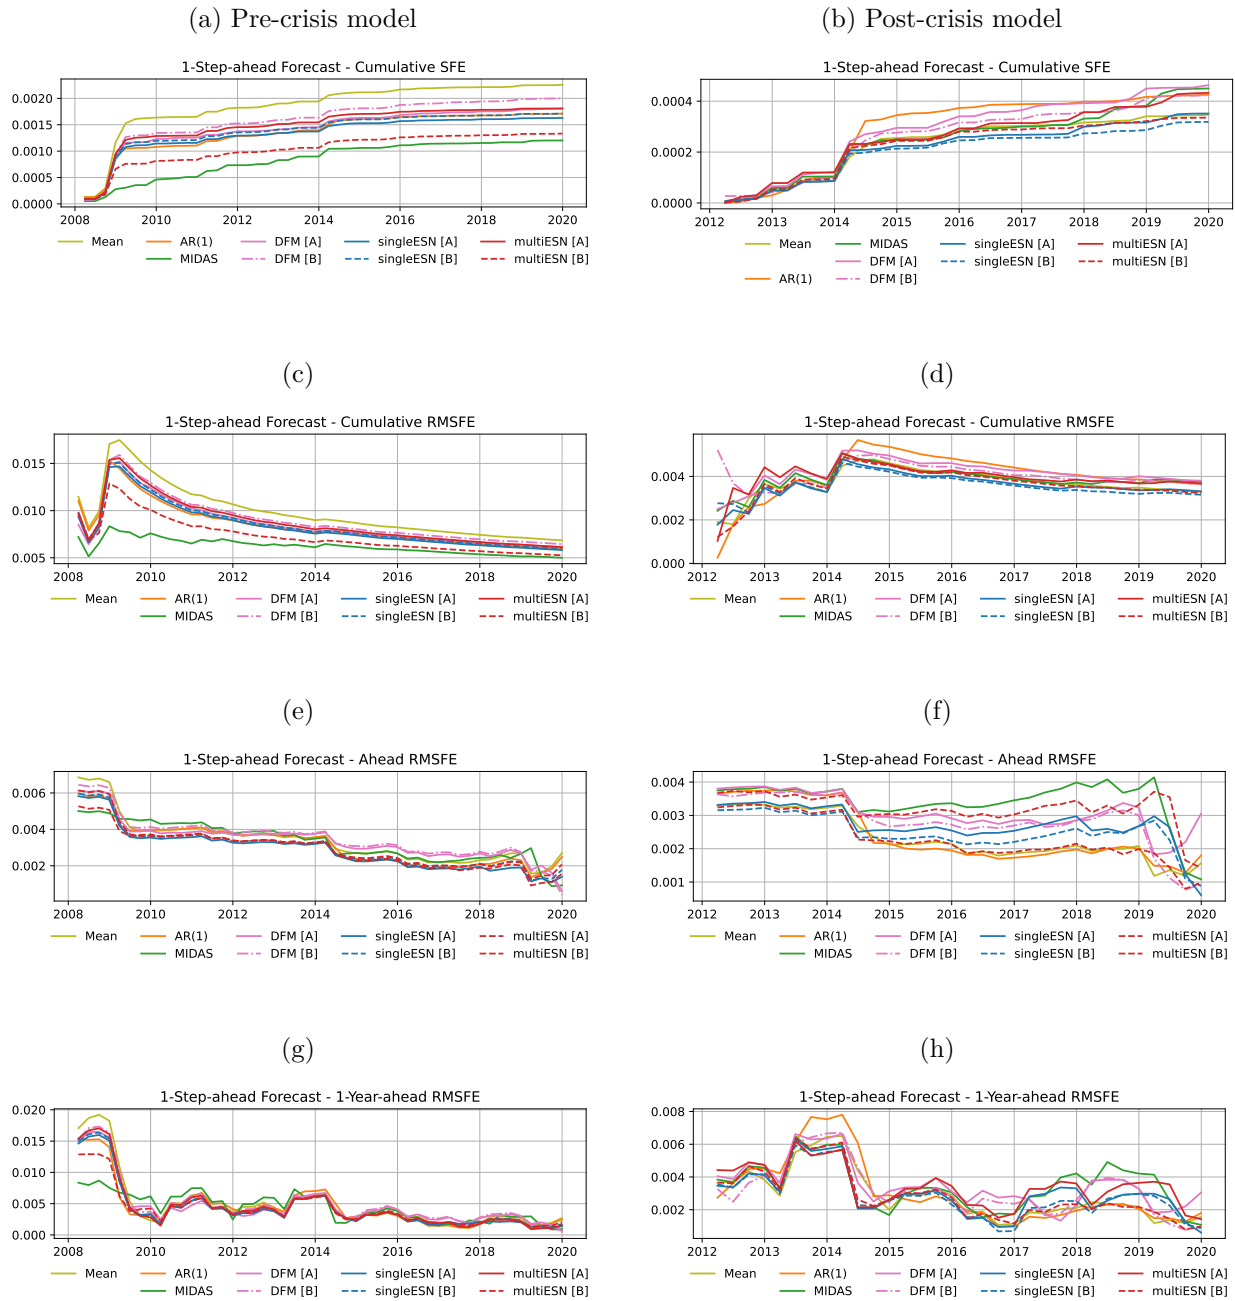 (a) Pre-crisis model
(b) Post-crisis model
1-Step-ahead Forecast - Cumulative SFE
0.0020
0.0015
0.0010
0.0005
0.0000
2008 2010 2012 2014 2016 2018 2020
Mean AR(1) DFM [A] singleESN [A] multiESN [A]
MIDAS DFM [B] singleESN [B] multiESN [B]
1-Step-ahead Forecast - Cumulative SFE
0.0004
0.0002
0.0000
2012 2013 2014 2015 2016 2017 2018 2019 2020
Mean MIDAS singleESN [A] multiESN [A]
DFM [A] singleESN [B] multiESN [B]
AR(1) DFM [B]
(c)
(d)
1-Step-ahead Forecast - Cumulative RMSFE
0.015
0.010
0.005
2008 2010 2012 2014 2016 2018 2020
Mean AR(1) DFM [A] singleESN [A] multiESN [A]
MIDAS DFM [B] singleESN [B] multiESN [B]
1-Step-ahead Forecast - Cumulative RMSFE
0.004
0.002
0.000
2012 2013 2014 2015 2016 2017 2018 2019 2020
Mean AR(1) DFM [A] singleESN [A] multiESN [A]
MIDAS DFM [B] singleESN [B] multiESN [B]
(e)
(f)
1-Step-ahead Forecast - Ahead RMSFE
0.006
0.004
0.002
2008 2010 2012 2014 2016 2018 2020
Mean AR(1) DFM [A] singleESN [A] multiESN [A]
MIDAS DFM [B] singleESN [B] multiESN [B]
1-Step-ahead Forecast - Ahead RMSFE
0.004
0.003
0.002
0.001
2012 2013 2014 2015 2016 2017 2018 2019 2020
Mean AR(1) DFM [A] singleESN [A] multiESN [A]
MIDAS DFM [B] singleESN [B] multiESN [B]
(g)
(h)
1-Step-ahead Forecast - 1-Year-ahead RMSFE
0.020
0.015
0.010
0.005
0.000
2008 2010 2012 2014 2016 2018 2020
Mean AR(1) DFM [A] singleESN [A] multiESN [A]
MIDAS DFM [B] singleESN [B] multiESN [B]
1-Step-ahead Forecast - 1-Year-ahead RMSFE
0.008
0.006
0.004
0.002
2012 2013 2014 2015 2016 2017 2018 2019 2020
Mean AR(1) DFM [A] singleESN [A] multiESN [A]
MIDAS DFM [B] singleESN [B] multiESN [B]